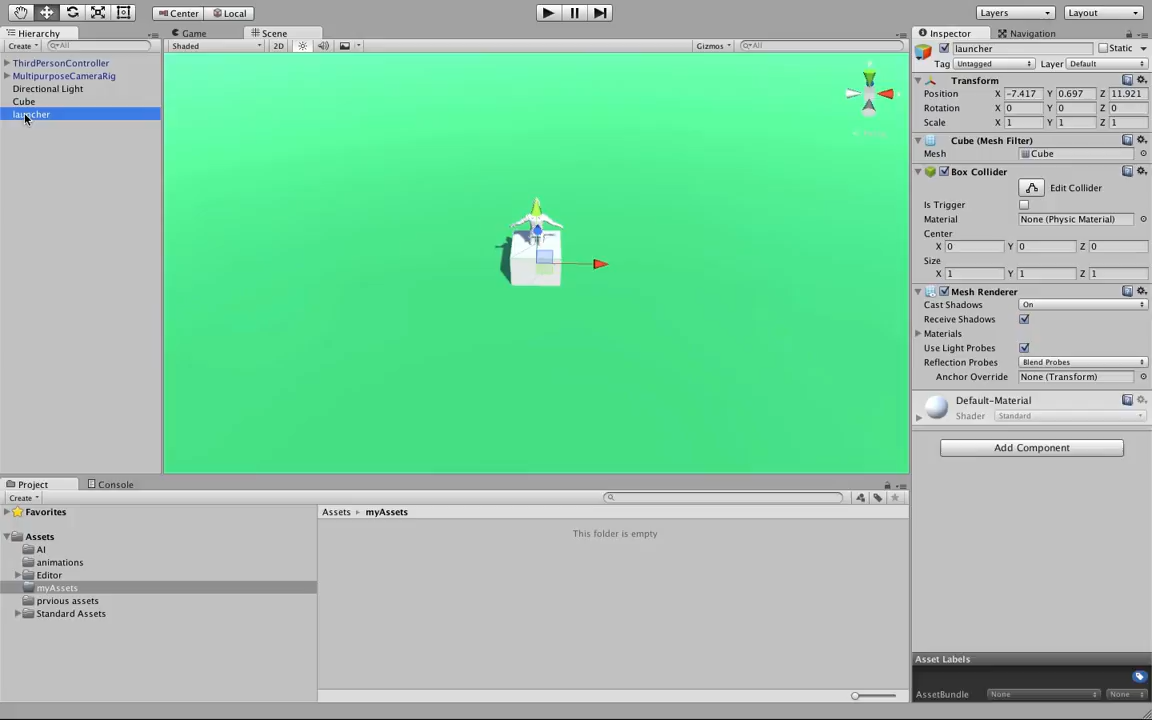 Center Local Layers Layout
Hierarchy Game Scene Inspector Navigation
Create All Shaded 2D Gizmos All
launcher Static
Tag Untagged Layer Default
ThirdPersonController
MultipurposeCameraRig
Directional Light
Cube
launcher
Transform
Position X -7.417 Y 0.697 Z 11.921
Rotation X 0 Y 0 Z 0
Scale X 1 Y 1 Z 1
Cube (Mesh Filter)
Mesh Cube
Box Collider
Edit Collider
Is Trigger
Material None (Physic Material)
Center
X 0 Y 0 Z 0
Size
X 1 Y 1 Z 1
Mesh Renderer
Cast Shadows On
Receive Shadows
Materials
Use Light Probes
Reflection Probes Blend Probes
Anchor Override None (Transform)
Default-Material
Shader Standard
Add Component
Project Console
Create
Favorites
Assets
AI
animations
Editor
myAssets
prvious assets
Standard Assets
Assets myAssets
This folder is empty
Asset Labels
AssetBundle None None